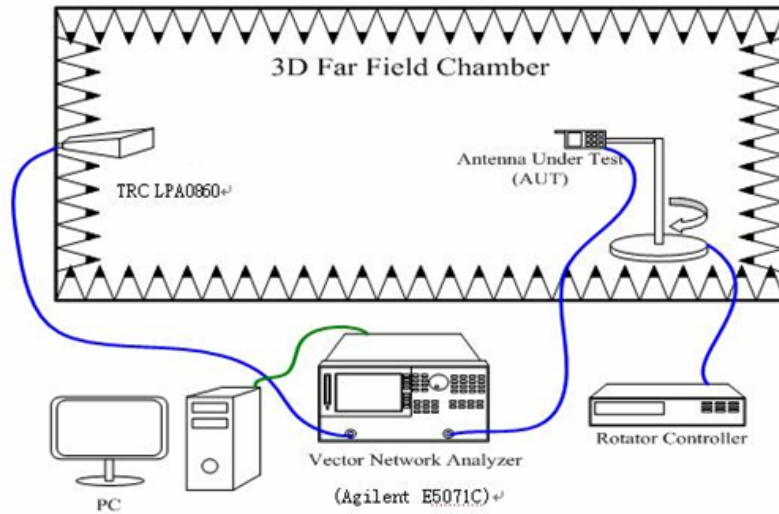 3D Far Field Chamber
TRC LPA0860↵
Antenna Under Test
(AUT)
Vector Network Analyzer
(Agilent E5071C)↵
Rotator Controller
PC